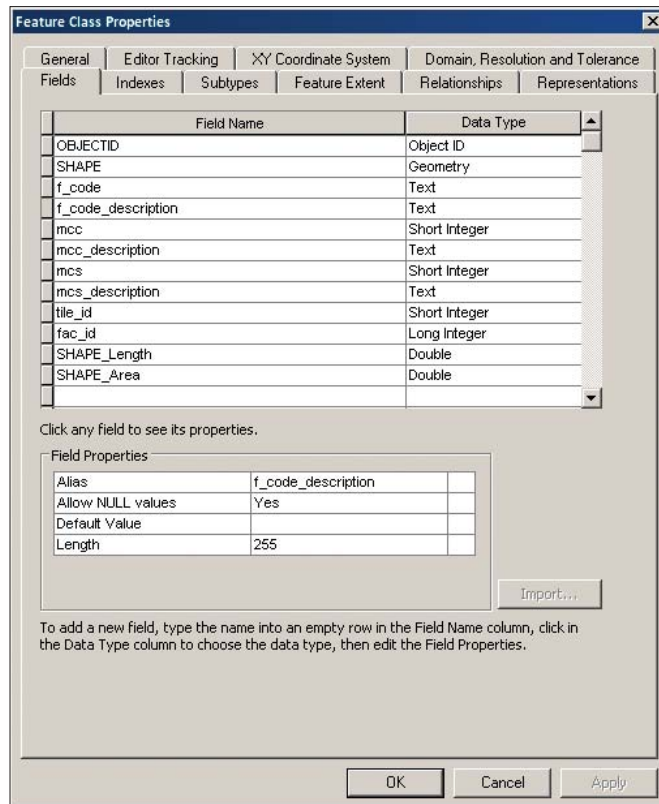 Feature Class Properties
General Editor Tracking XY Coordinate System Domain, Resolution and Tolerance
Fields Indexes Subtypes Feature Extent Relationships Representations
Field Name Data Type
OBJECTID Object ID
SHAPE Geometry
f_code Text
f_code_description Text
mcc Short Integer
mcc_description Text
mcs Short Integer
mcs_description Text
tile_id Short Integer
fac_id Long Integer
SHAPE_Length Double
SHAPE_Area Double
Click any field to see its properties.
Field Properties
Alias f_code_description
Allow NULL values Yes
Default Value
Length 255
Import...
To add a new field, type the name into an empty row in the Field Name column, click in
the Data Type column to choose the data type, then edit the Field Properties.
OK Cancel Apply